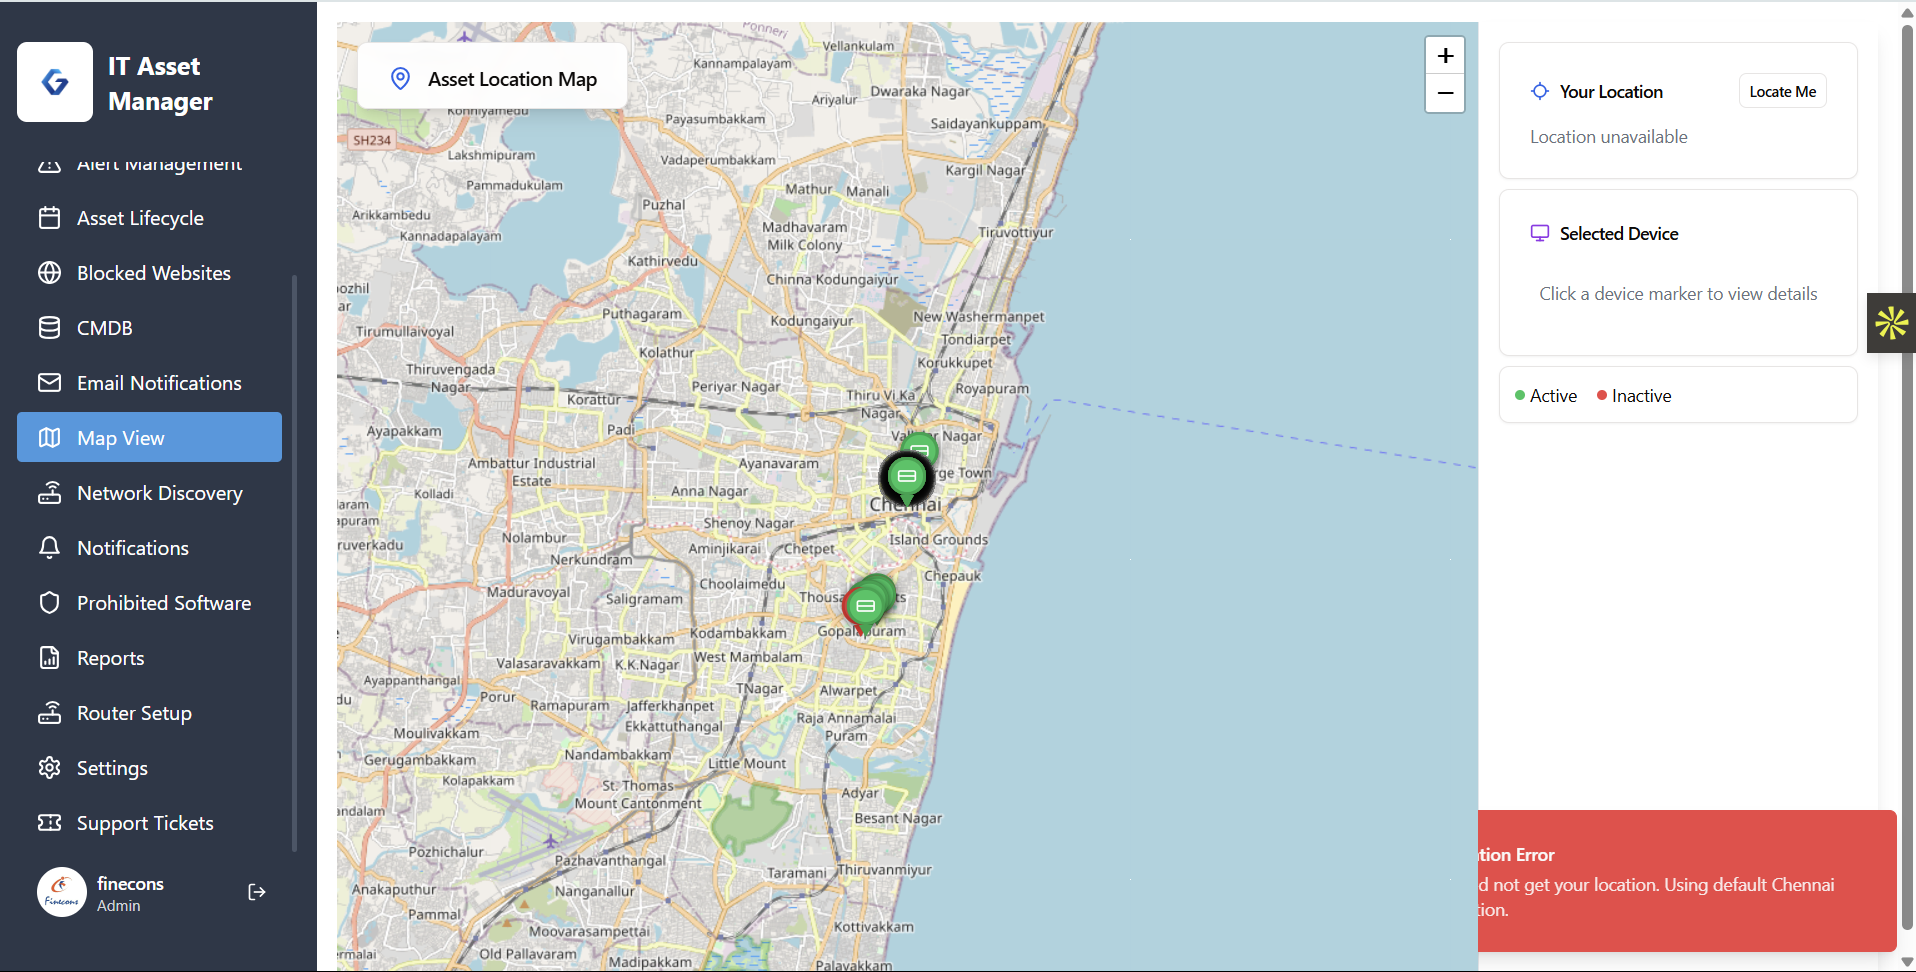 IT Asset
Manager
Alert Management
Asset Lifecycle
Blocked Websites
CMDB
Email Notifications
Map View
Network Discovery
Notifications
Prohibited Software
Reports
Router Setup
Settings
Support Tickets
finecons
Admin
Finecons
Asset Location Map
+
−
Ponneri
Vellankulam
Kannampalayam
Dwaraka Nagar
Ariyalur
Konniyamedu
Payasumbakkam
Saidayankuppam
SH234
Lakshmipuram
Vadaperumbakkam
Kargil Nagar
Pammadukulam
Mathur
Manali
Puzhal
Arikkambedu
Madhavaram
Milk Colony
Tiruvottiyur
Kannadapalayam
Kathirvedu
Chinna Kodungaiyur
Puthagaram
Kodungaiyur
New Washermanpet
Tirumullaivoyal
Tondiarpet
Kolathur
Korukkupet
Thiruvengada
Nagar
Periyar Nagar
Royapuram
Korattur
Thiru Vi Ka
Nagar
Ayapakkam
Padi
Nagar
Ambattur Industrial
Estate
Ayanavaram
rge Town
Kolladi
Anna Nagar
Chennai
Shenoy Nagar
Nolambur
Island Grounds
ruverkadu
Aminjikarai
Chetpet
Nerkundram
Chepauk
Choolaimedu
Maduravoyal
Saligramam
Thous
ts
Virugambakkam
Kodambakkam
Gopalapuram
Valasaravakkam
K.K.Nagar
West Mambalam
Ayappanthangal
TNagar
Alwarpet
Porur
Ramapuram
Jafferkhanpet
Raja Annamalai
Puram
Ekkattuthangal
Moulivakkam
Nandambakkam
Gerugambakkam
Little Mount
Kolapakkam
St. Thomas
Mount Cantonment
Adyar
Besant Nagar
Pozhichalur
Pazhavanthangal
Taramani
Thiruvanmiyur
Anakaputhur
Nanganallur
Pammal
Moovarasampettai
Kottivakkam
Old Pallavaram
Madipakkam
Palavakkam
Your Location
Locate Me
Location unavailable
Selected Device
Click a device marker to view details
Active
Inactive
tion Error
d not get your location. Using default Chennai
tion.